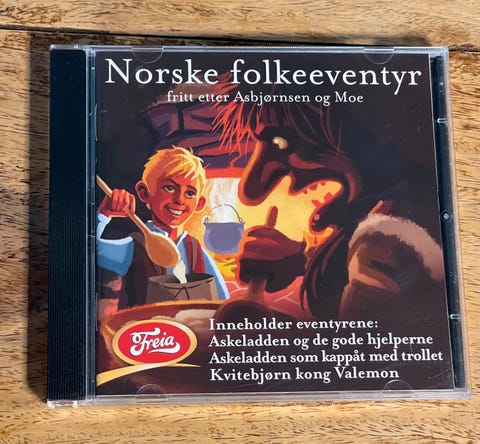 Norske folkeeventyr
fritt etter Asbjørnsen og Moe
Freia
Inneholder eventyrene:
Askeladden og de gode hjelperne
Askeladden som kappåt med trollet
Kvitebjørn kong Valemon